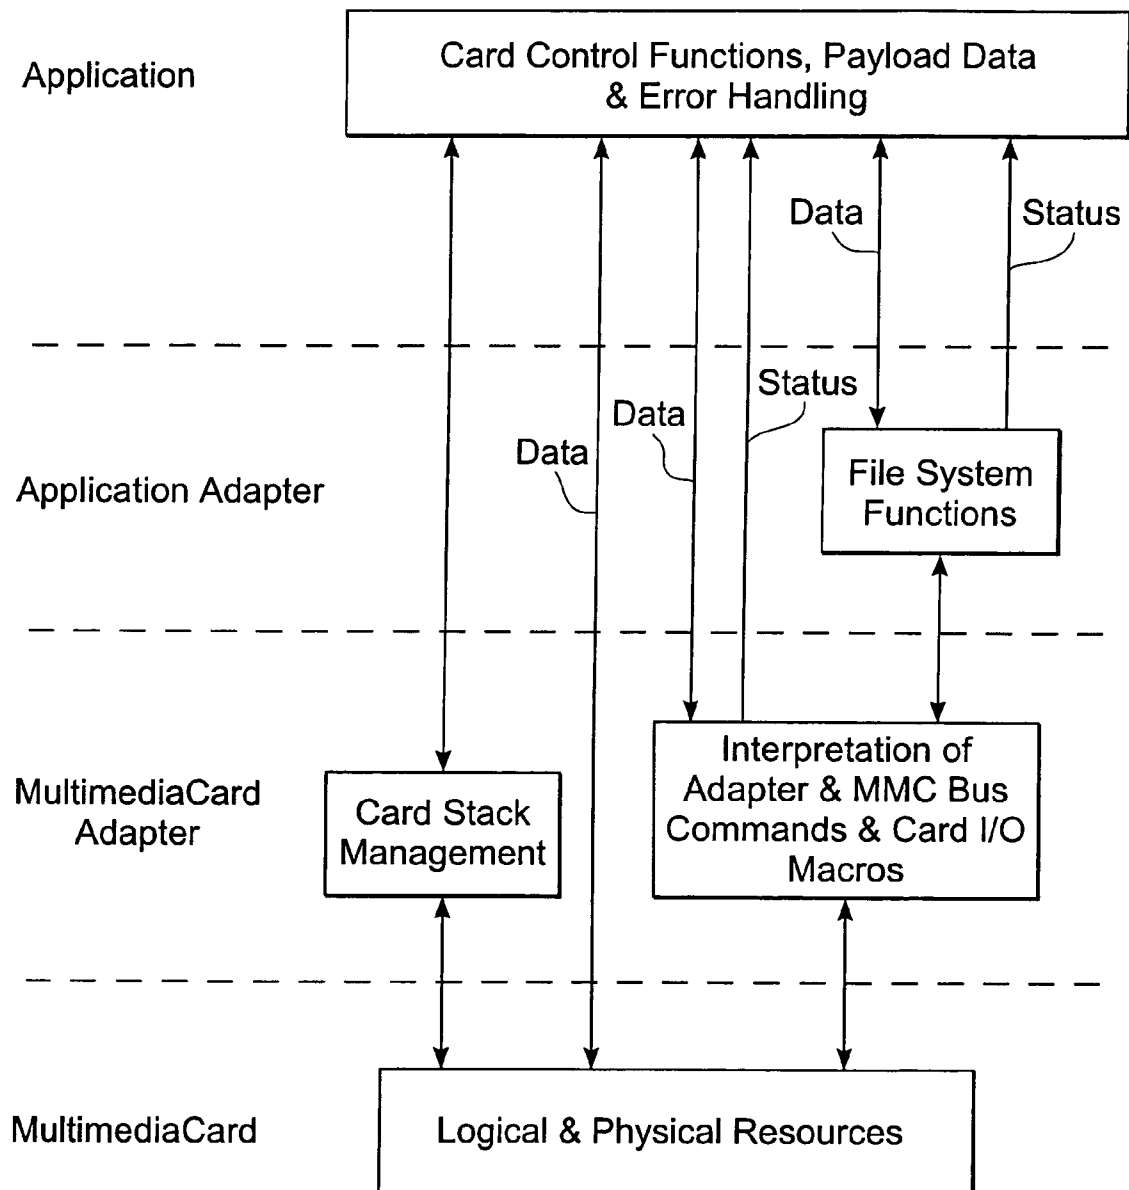 Application
Card Control Functions, Payload Data
& Error Handling
Data
Status
Status
Data
Data
Application Adapter
File System
Functions
MultimediaCard
Adapter
Card Stack
Management
Interpretation of
Adapter & MMC Bus
Commands & Card I/O
Macros
MultimediaCard
Logical & Physical Resources